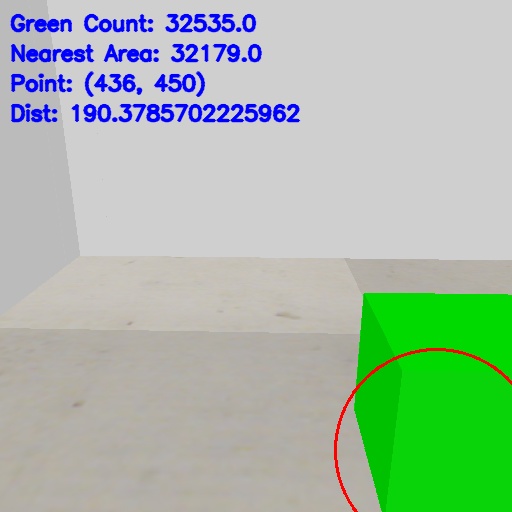 Green Count: 32535.0
Nearest Area: 32179.0
Point: (436, 450)
Dist: 190.3785702225962